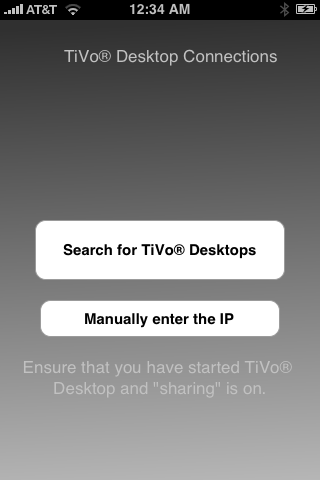 AT&T 12:34 AM
TiVo® Desktop Connections
Search for TiVo® Desktops
Manually enter the IP
Ensure that you have started TiVo®
Desktop and "sharing" is on.